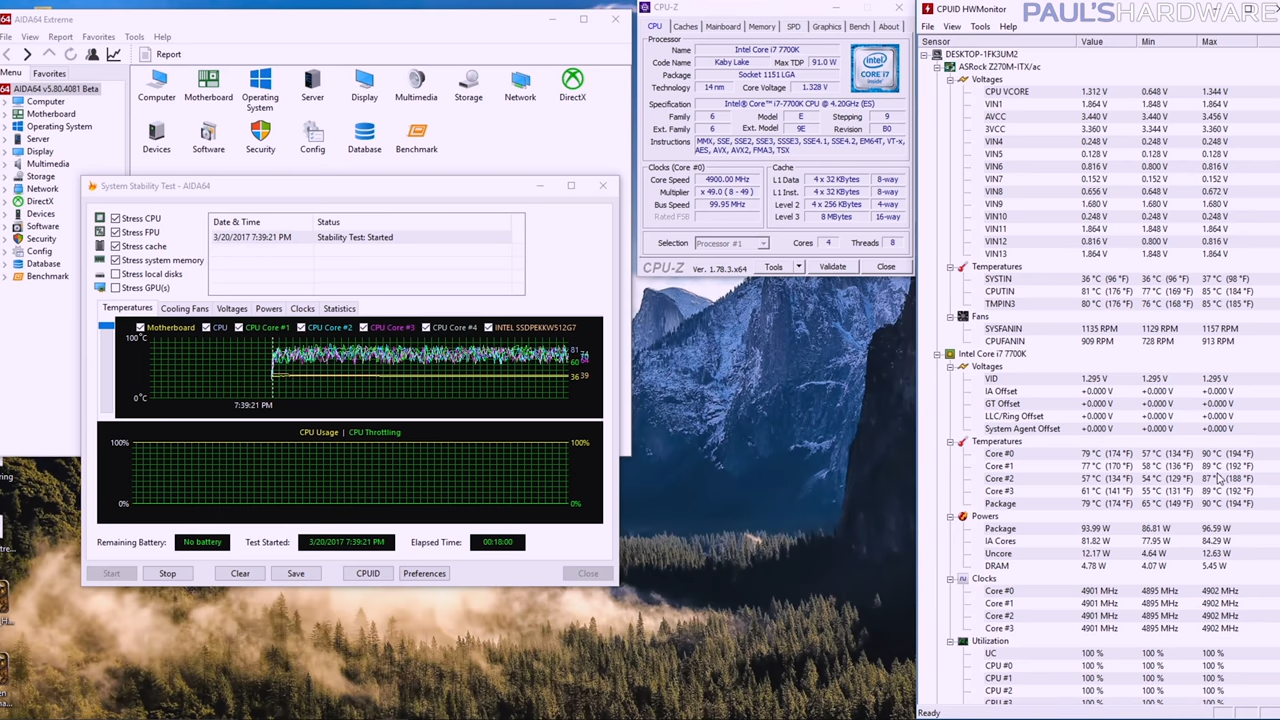 AIDA64 Extreme
File View Report Favorites Tools Help
Report
Menu Favorites
AIDA64 v5.80.4081 Beta
Computer
Motherboard
Operating System
Server
Display
Multimedia
Storage
Network
DirectX
Devices
Software
Security
Config
Database
Benchmark
Computer Motherboard Operating System Server Display Multimedia Storage Network DirectX
Devices Software Security Config Database Benchmark
System Stability Test - AIDA64
Stress CPU
Stress FPU
Stress cache
Stress system memory
Stress local disks
Stress GPU(s)
Date & Time Status
3/20/2017 7:39:21 PM Stability Test: Started
Temperatures Cooling Fans Voltages Powers Clocks Statistics
Motherboard CPU CPU Core #1 CPU Core #2 CPU Core #3 CPU Core #4 INTEL SSDPEKKW512G7
100°C
0°C
7:39:21 PM
36 39
CPU Usage | CPU Throttling
100% 100%
0% 0%
Remaining Battery: No battery Test Started: 3/20/2017 7:39:21 PM Elapsed Time: 00:18:00
Start Stop Clear Save CPUID Preferences Close
CPU-Z
CPU Caches Mainboard Memory SPD Graphics Bench About
Processor
Name Intel Core i7 7700K
Code Name Kaby Lake Max TDP 91.0 W
Package Socket 1151 LGA
Technology 14 nm Core Voltage 1.328 V
intel
CORE i7
inside
Specification Intel® Core™ i7-7700K CPU @ 4.20GHz (ES)
Family 6 Model E Stepping 9
Ext. Family 6 Ext. Model 9E Revision B0
Instructions MMX, SSE, SSE2, SSE3, SSSE3, SSE4.1, SSE4.2, EM64T, VT-x, AES, AVX, AVX2, FMA3, TSX
Clocks (Core #0)
Core Speed 4900.00 MHz
Multiplier x 49.0 ( 8 - 49 )
Bus Speed 99.95 MHz
Rated FSB
Cache
L1 Data 4 x 32 KBytes 8-way
L1 Inst. 4 x 32 KBytes 8-way
Level 2 4 x 256 KBytes 4-way
Level 3 8 MBytes 16-way
Selection Processor #1 Cores 4 Threads 8
CPU-Z Ver. 1.78.3.x64 Tools Validate Close
CPUID HWMonitor
PAUL'S HARDWARE
File View Tools Help
Sensor Value Min Max
DESKTOP-1FK3UM2
ASRock Z270M-ITX/ac
Voltages
CPU VCORE 1.312 V 0.648 V 1.344 V
VIN1 1.864 V 1.848 V 1.864 V
AVCC 3.440 V 3.456 V 3.456 V
3VCC 3.360 V 3.344 V 3.360 V
VIN4 1.864 V 1.848 V 1.864 V
VIN5 0.128 V 0.128 V 0.128 V
VIN6 0.816 V 0.800 V 0.816 V
VIN7 0.152 V 0.152 V 0.152 V
VIN8 0.656 V 0.656 V 0.672 V
VIN9 1.680 V 1.680 V 1.680 V
VIN10 0.248 V 0.248 V 0.248 V
VIN11 0.248 V 0.248 V 0.248 V
VIN12 0.816 V 0.800 V 0.816 V
VIN13 1.864 V 1.848 V 1.864 V
Temperatures
SYSTIN 36 °C (96 °F) 36 °C (96 °F) 37 °C (98 °F)
CPUTIN 81 °C (177 °F) 76 °C (168 °F) 85 °C (184 °F)
TMPIN3 80 °C (176 °F) 76 °C (168 °F) 85 °C (184 °F)
Fans
SYSFANIN 1135 RPM 1129 RPM 1157 RPM
CPUFANIN 909 RPM 728 RPM 913 RPM
Intel Core i7 7700K
Voltages
VID 1.295 V 1.295 V 1.295 V
IA Offset +0.000 V +0.000 V +0.000 V
GT Offset +0.000 V +0.000 V +0.000 V
LLC/Ring Offset +0.000 V +0.000 V +0.000 V
System Agent Offset +0.000 V +0.000 V +0.000 V
Temperatures
Core #0 79 °C (174 °F) 57 °C (134 °F) 90 °C (194 °F)
Core #1 77 °C (170 °F) 58 °C (136 °F) 89 °C (192 °F)
Core #2 57 °C (134 °F) 54 °C (129 °F) 87 °C
Core #3 61 °C (141 °F) 55 °C (131 °F) 89 °C (192 °F)
Package 79 °C (174 °F) 65 °C (149 °F) 90 °C (194 °F)
Powers
Package 93.99 W 86.81 W 96.59 W
IA Cores 81.82 W 77.95 W 84.29 W
Uncore 12.17 W 4.64 W 12.63 W
DRAM 4.78 W 4.07 W 5.45 W
Clocks
Core #0 4901 MHz 4895 MHz 4902 MHz
Core #1 4901 MHz 4895 MHz 4902 MHz
Core #2 4901 MHz 4895 MHz 4902 MHz
Core #3 4901 MHz 4895 MHz 4902 MHz
Utilization
UC 100 % 100 % 100 %
CPU #0 100 % 100 % 100 %
CPU #1 100 % 100 % 100 %
CPU #2 100 % 100 % 100 %
CPU #3 100 % 100 % 100 %
Ready